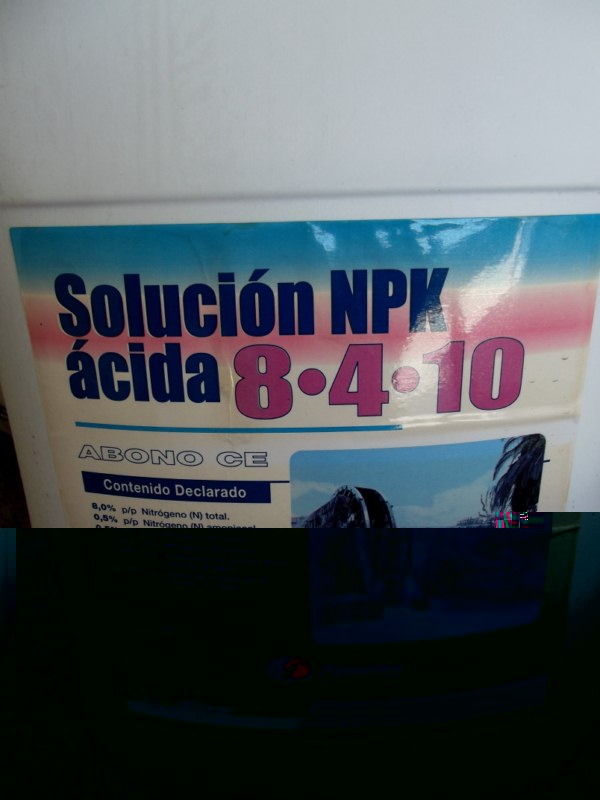 Solución NPK
ácida 8•4•10
ABONO CE
Contenido Declarado
8,0% p/p Nitrógeno (N) total.
0,5% p/p Nitrógeno (N) amoniacal